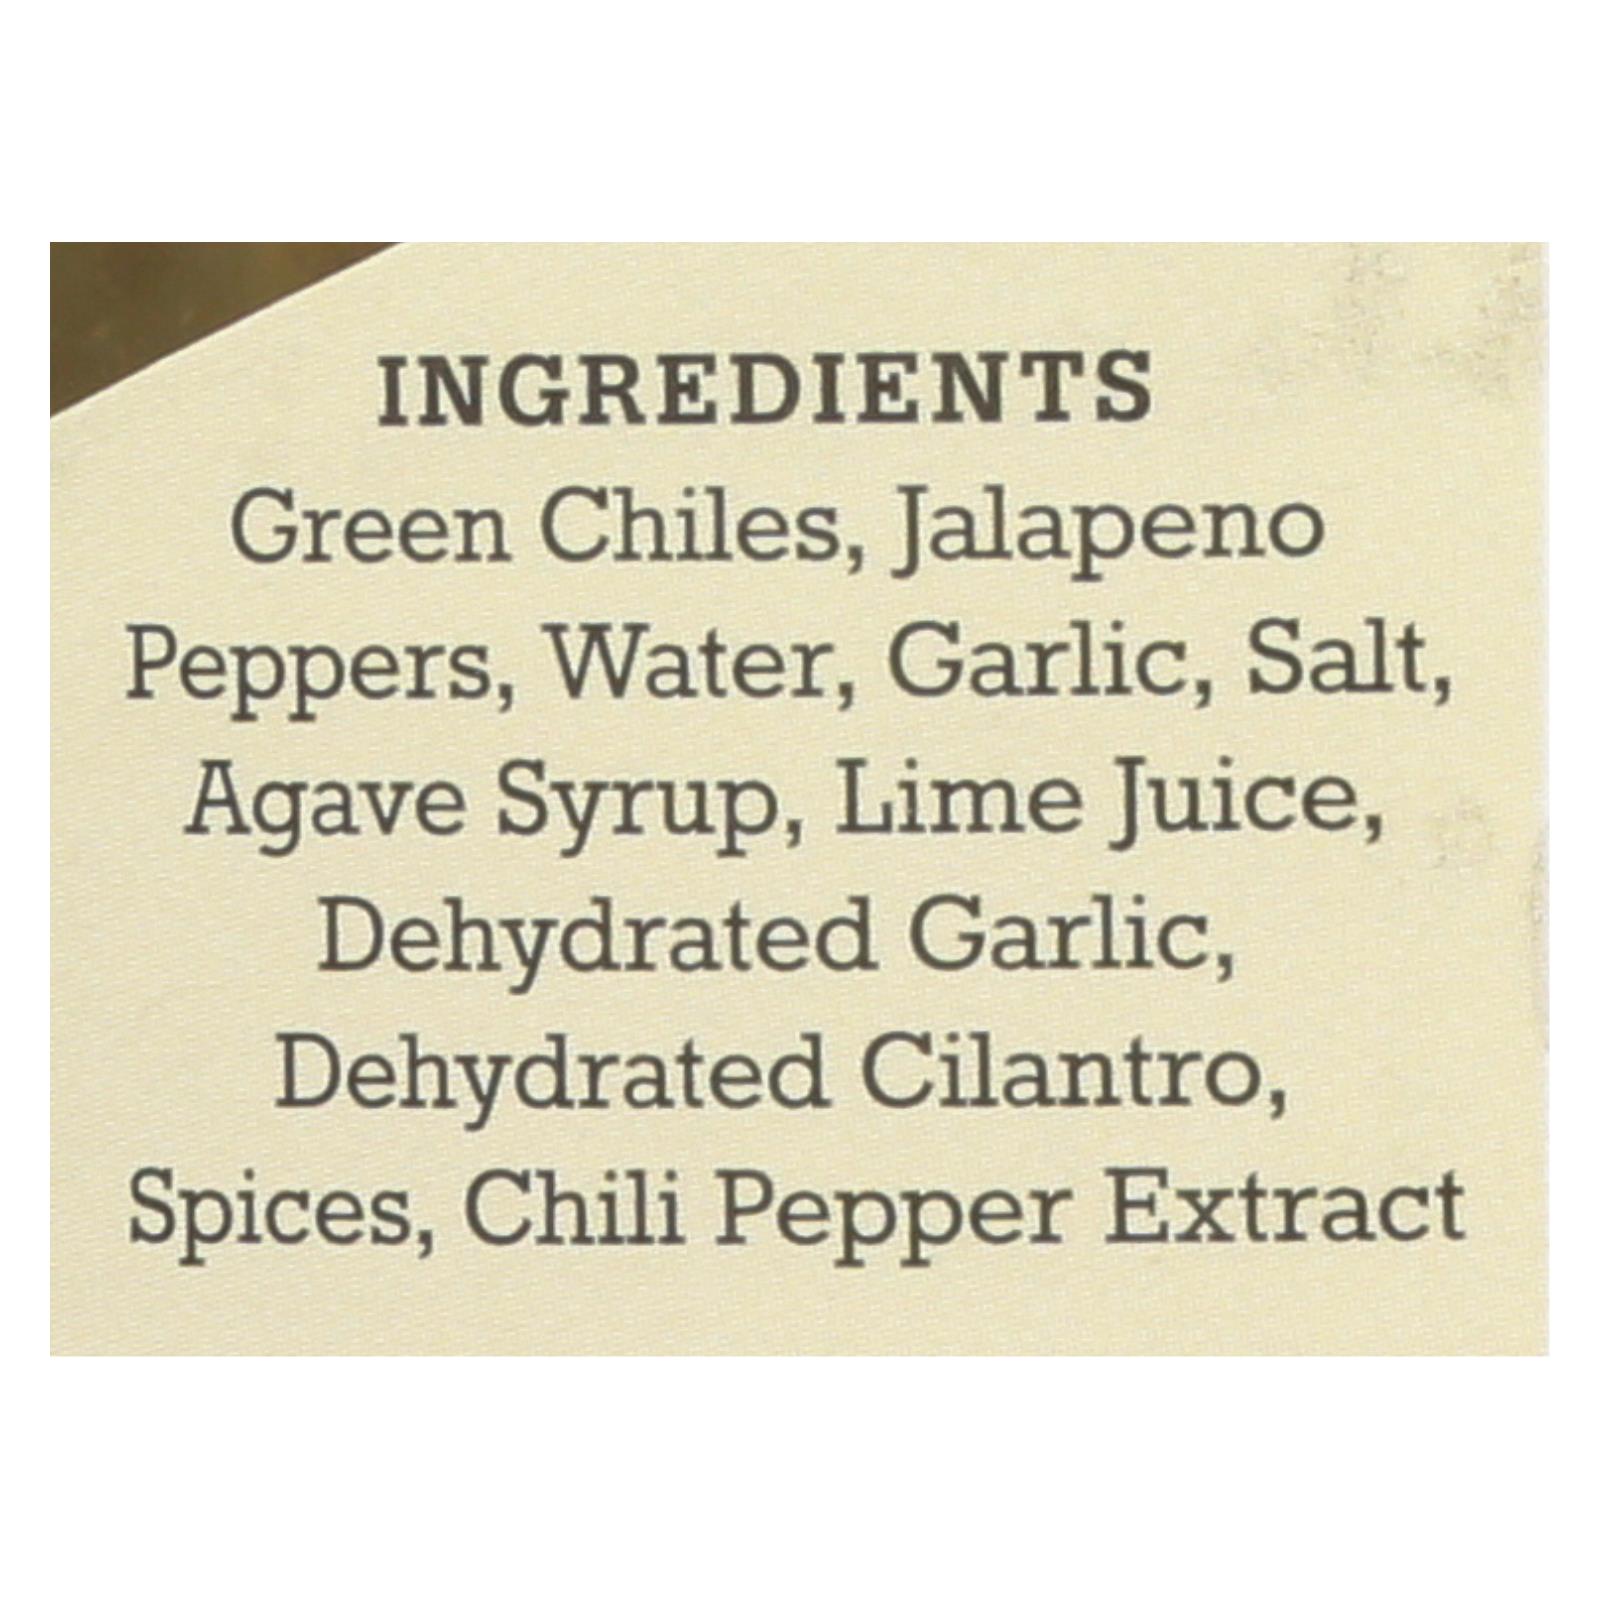 INGREDIENTS
Green Chiles, Jalapeno
Peppers, Water, Garlic, Salt,
Agave Syrup, Lime Juice,
Dehydrated Garlic,
Dehydrated Cilantro,
Spices, Chili Pepper Extract